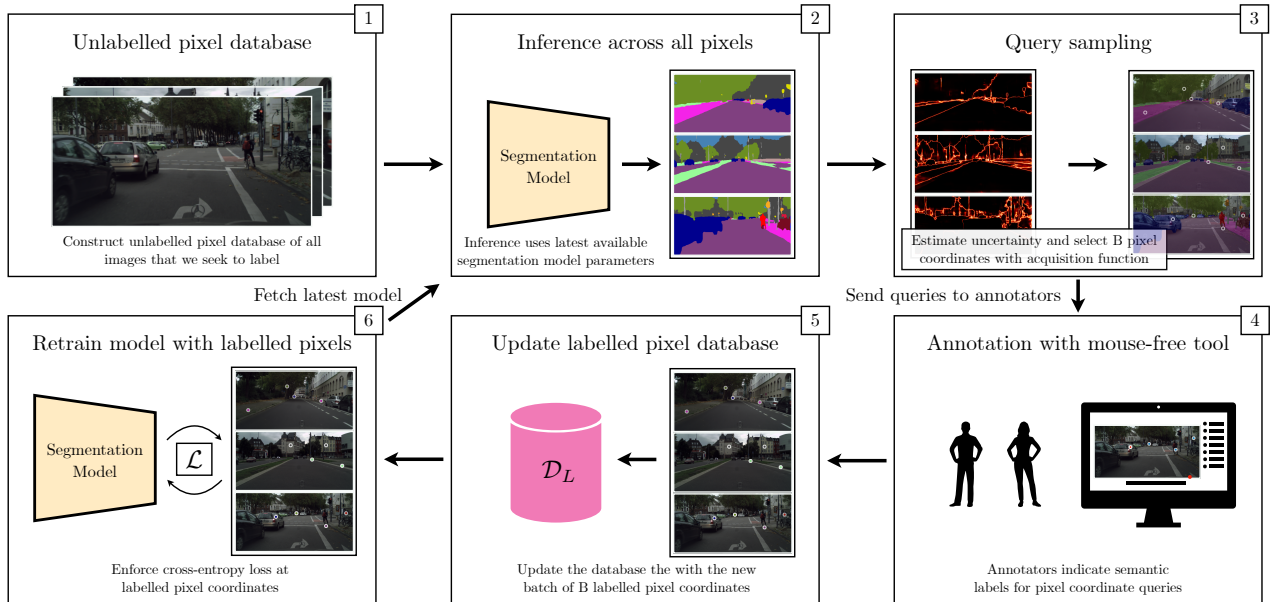 1
Unlabelled pixel database
Construct unlabelled pixel database of all
images that we seek to label
2
Inference across all pixels
Segmentation
Model
Inference uses latest available
segmentation model parameters
3
Query sampling
Estimate uncertainty and select B pixel
coordinates with acquisition function
Send queries to annotators
4
Annotation with mouse-free tool
Annotators indicate semantic
labels for pixel coordinate queries
5
Update labelled pixel database
𝒟_L
Update the database the with the new
batch of B labelled pixel coordinates
6
Retrain model with labelled pixels
Segmentation
Model
ℒ
Enforce cross-entropy loss at
labelled pixel coordinates
Fetch latest model